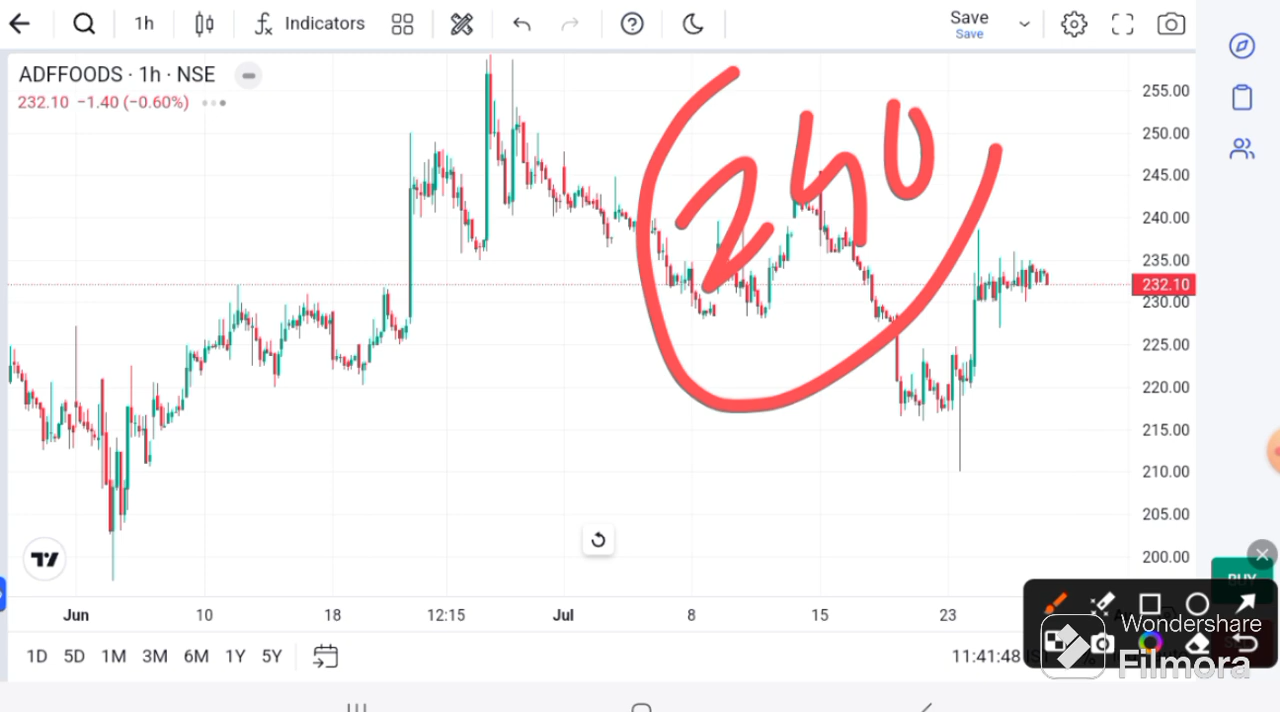 1h Indicators Save
Save
ADFFOODS · 1h · NSE
232.10 −1.40 (−0.60%)
240
255.00
250.00
245.00
240.00
235.00
232.10
230.00
225.00
220.00
215.00
210.00
205.00
200.00
BUY
Jun 10 18 12:15 Jul 8 15 23
1D 5D 1M 3M 6M 1Y 5Y 11:41:48
Wondershare
Filmora